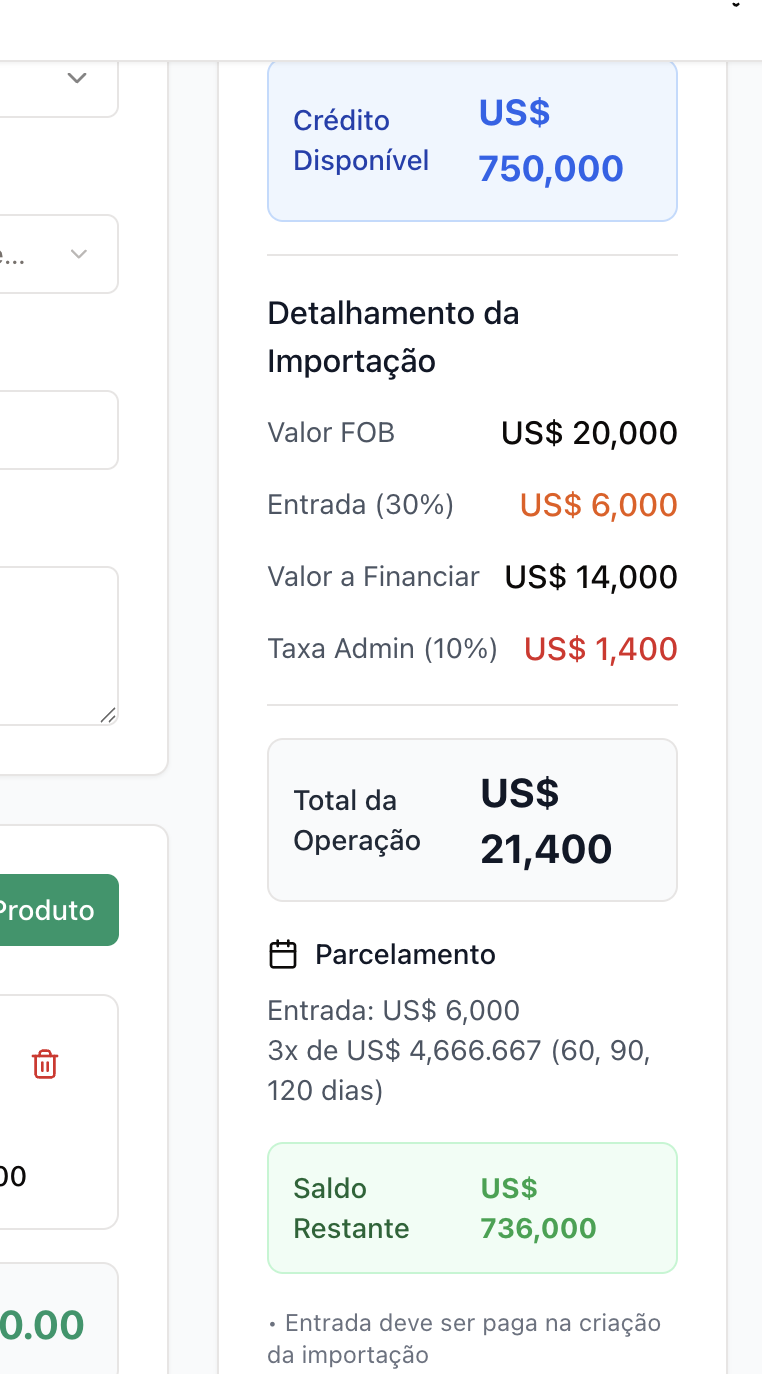 Crédito
Disponível
US$
750,000
e...
Detalhamento da
Importação
Valor FOB US$ 20,000
Entrada (30%) US$ 6,000
Valor a Financiar US$ 14,000
Taxa Admin (10%) US$ 1,400
Total da
Operação
US$
21,400
Produto
Parcelamento
Entrada: US$ 6,000
3x de US$ 4,666.667 (60, 90,
120 dias)
00
Saldo
Restante
US$
736,000
0.00
• Entrada deve ser paga na criação
da importação